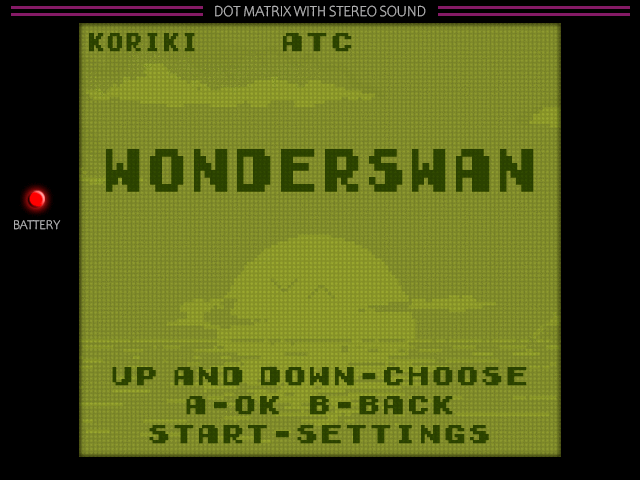 DOT MATRIX WITH STEREO SOUND
KORIKI ATC
WONDERSWAN
BATTERY
UP AND DOWN-CHOOSE
A-OK B-BACK
START-SETTINGS